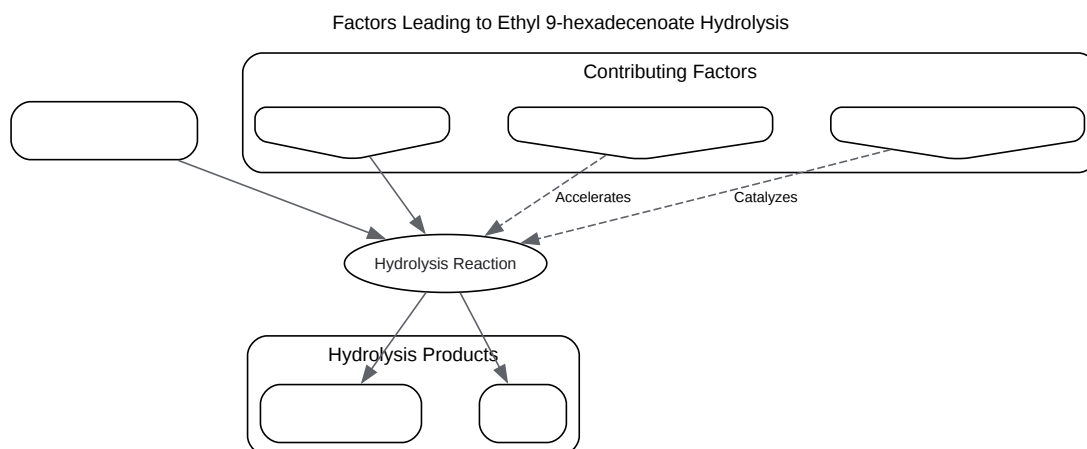 Factors Leading to Ethyl 9-hexadecenoate Hydrolysis
Contributing Factors
Accelerates
Catalyzes
Hydrolysis Reaction
Hydrolysis Products